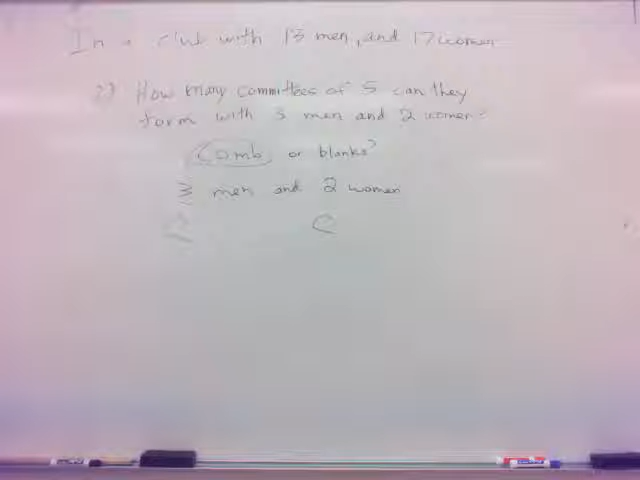 In a club with 13 men, and 17 women
2) How many committees of 5 can they
form with 3 men and 2 women?
Comb or blanks?
3 men and 2 women
C C